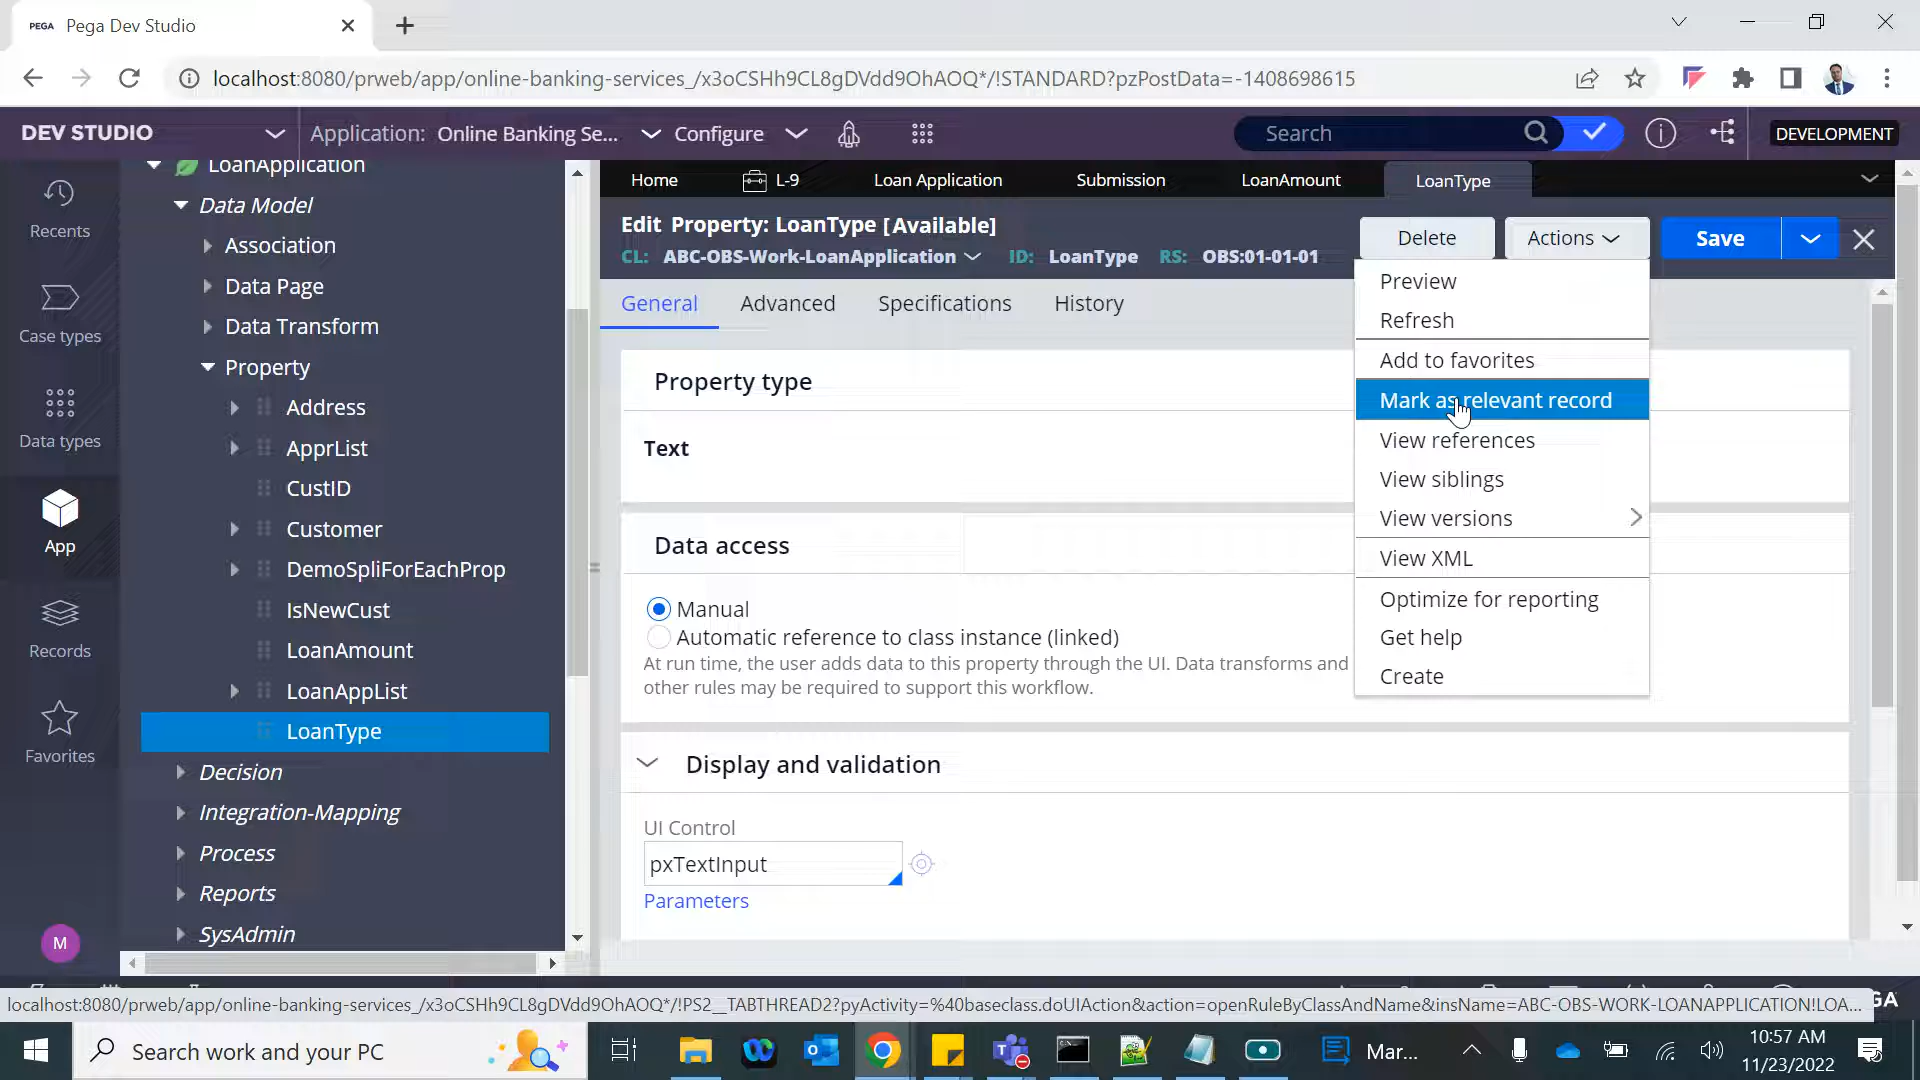 PEGA Pega Dev Studio
localhost:8080/prweb/app/online-banking-services_/x3oCSHh9CL8gDVdd9OhAOQ*/!STANDARD?pzPostData=-1408698615
DEV STUDIO
Application: Online Banking Se...
Configure
Search
DEVELOPMENT
Recents
Case types
Data types
App
Records
Favorites
M
LoanApplication
Data Model
Association
Data Page
Data Transform
Property
Address
ApprList
CustID
Customer
DemoSpliForEachProp
IsNewCust
LoanAmount
LoanAppList
LoanType
Decision
Integration-Mapping
Process
Reports
SysAdmin
Home
L-9
Loan Application
Submission
LoanAmount
LoanType
Edit Property: LoanType [Available]
CL: ABC-OBS-Work-LoanApplication ID: LoanType RS: OBS:01-01-01
Delete
Actions
Save
General
Advanced
Specifications
History
Property type
Text
Data access
Manual
Automatic reference to class instance (linked)
At run time, the user adds data to this property through the UI. Data transforms and
other rules may be required to support this workflow.
Display and validation
UI Control
pxTextInput
Parameters
Preview
Refresh
Add to favorites
Mark as relevant record
View references
View siblings
View versions
View XML
Optimize for reporting
Get help
Create
localhost:8080/prweb/app/online-banking-services_/x3oCSHh9CL8gDVdd9OhAOQ*/!PS2__TABTHREAD2?pyActivity=%40baseclass.doUIAction&action=openRuleByClassAndName&insName=ABC-OBS-WORK-LOANAPPLICATION!LOA...
GA
Search work and your PC
Mar...
10:57 AM
11/23/2022